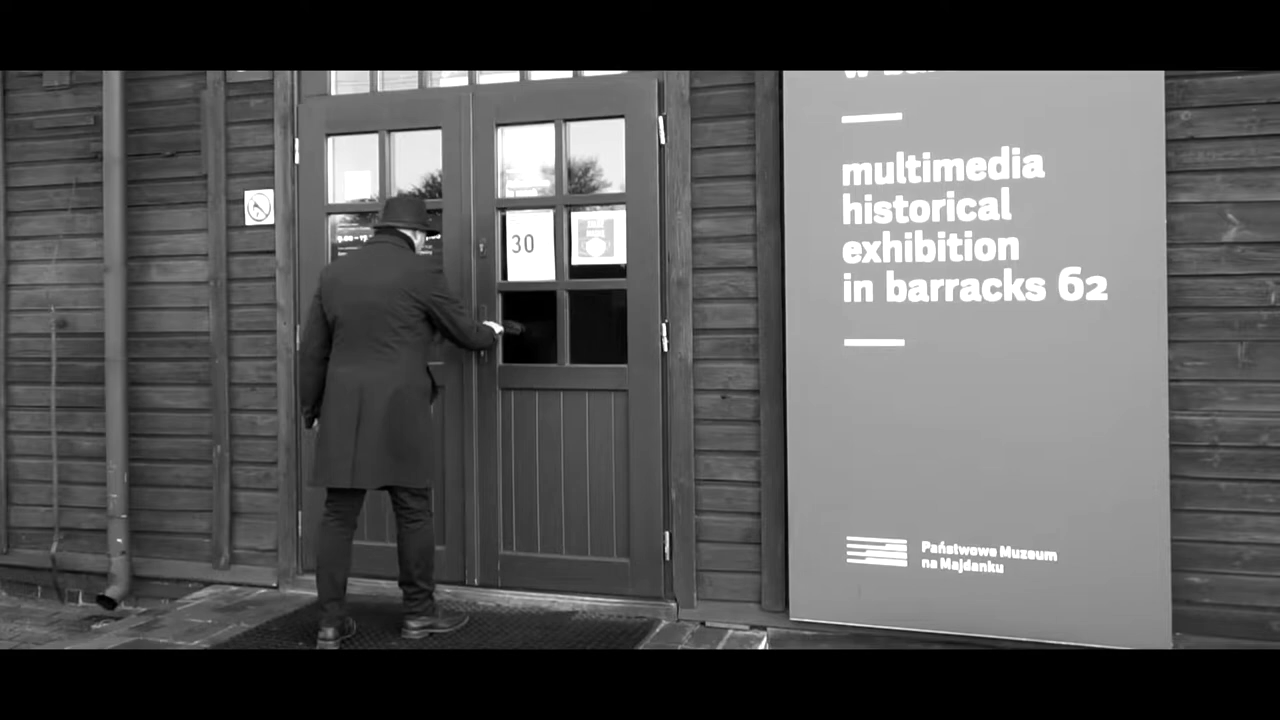 multimedia
historical
exhibition
in barracks 62
Państwowe Muzeum
na Majdanku
30